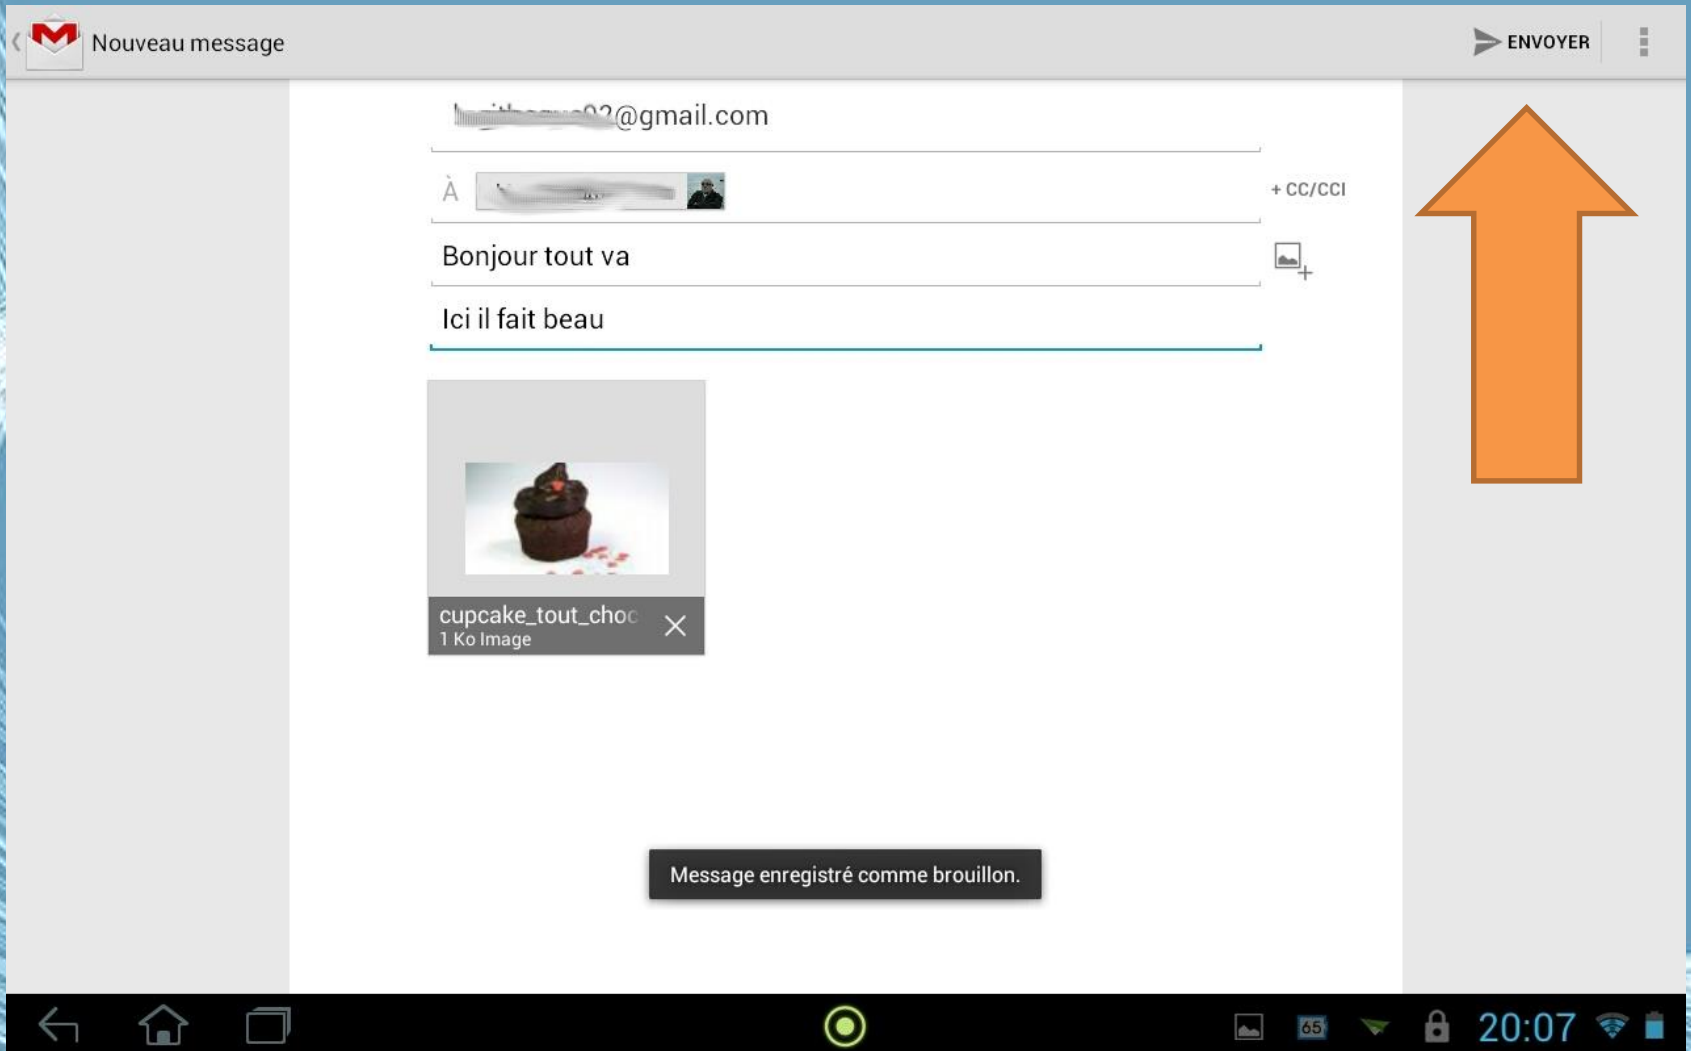 Nouveau message
ENVOYER
@gmail.com
À
+ CC/CCI
Bonjour tout va
Ici il fait beau
cupcake_tout_choc
1 Ko Image
Message enregistré comme brouillon.
65
20:07